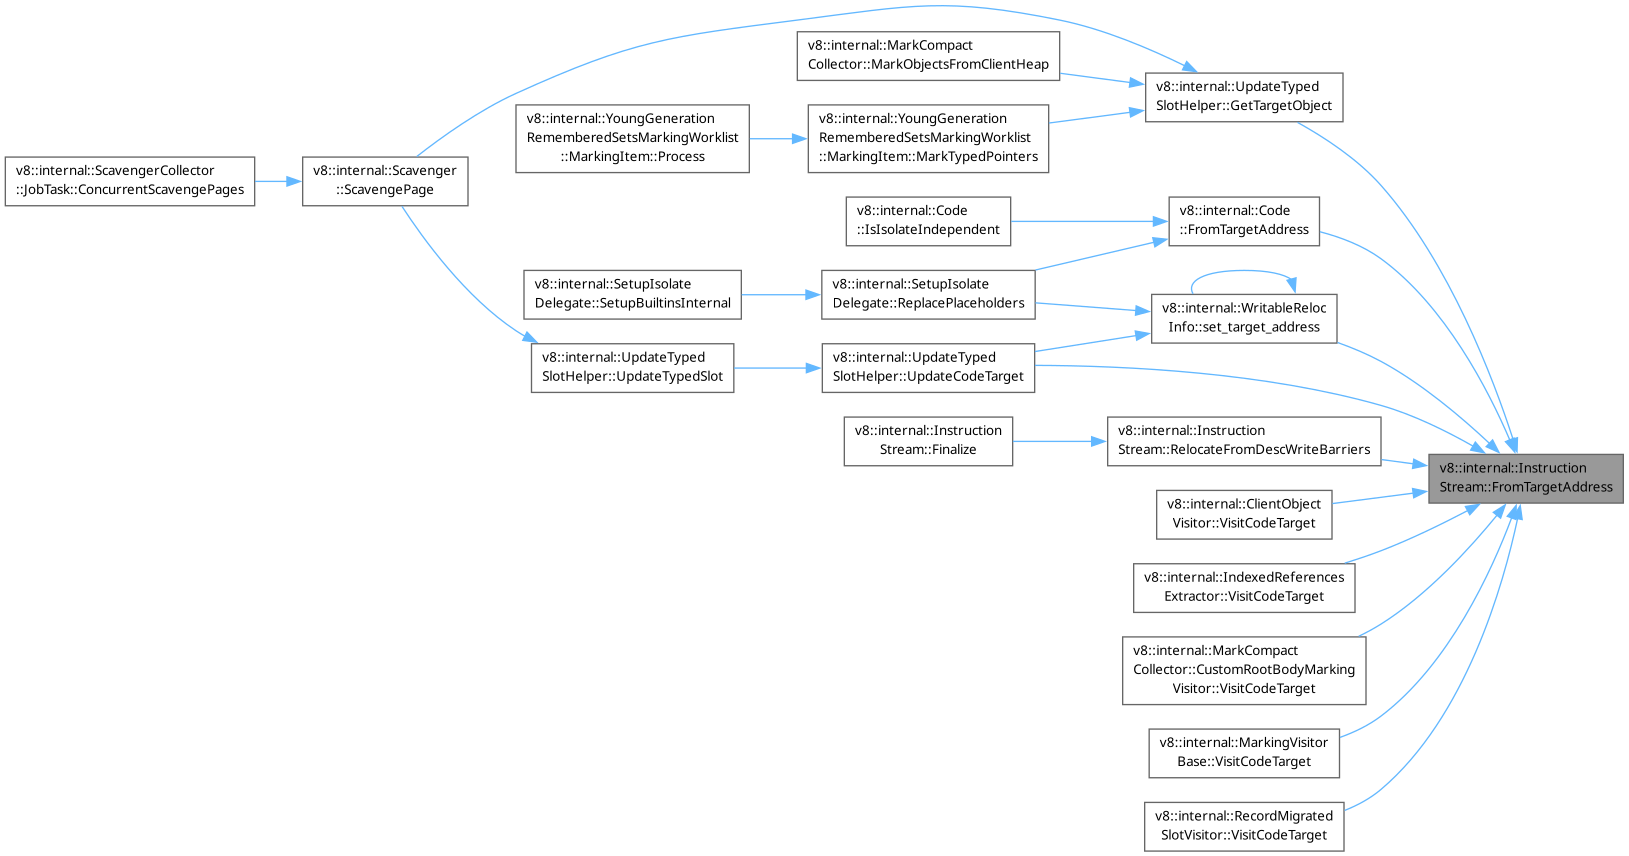 v8::internal::MarkCompact
Collector::MarkObjectsFromClientHeap
v8::internal::UpdateTyped
SlotHelper::GetTargetObject
v8::internal::YoungGeneration
RememberedSetsMarkingWorklist
::MarkingItem::Process
v8::internal::YoungGeneration
RememberedSetsMarkingWorklist
::MarkingItem::MarkTypedPointers
v8::internal::ScavengerCollector
::JobTask::ConcurrentScavengePages
v8::internal::Scavenger
::ScavengePage
v8::internal::Code
::IsIsolateIndependent
v8::internal::Code
::FromTargetAddress
v8::internal::SetupIsolate
Delegate::SetupBuiltinsInternal
v8::internal::SetupIsolate
Delegate::ReplacePlaceholders
v8::internal::WritableReloc
Info::set_target_address
v8::internal::UpdateTyped
SlotHelper::UpdateTypedSlot
v8::internal::UpdateTyped
SlotHelper::UpdateCodeTarget
v8::internal::Instruction
Stream::Finalize
v8::internal::Instruction
Stream::RelocateFromDescWriteBarriers
v8::internal::Instruction
Stream::FromTargetAddress
v8::internal::ClientObject
Visitor::VisitCodeTarget
v8::internal::IndexedReferences
Extractor::VisitCodeTarget
v8::internal::MarkCompact
Collector::CustomRootBodyMarking
Visitor::VisitCodeTarget
v8::internal::MarkingVisitor
Base::VisitCodeTarget
v8::internal::RecordMigrated
SlotVisitor::VisitCodeTarget